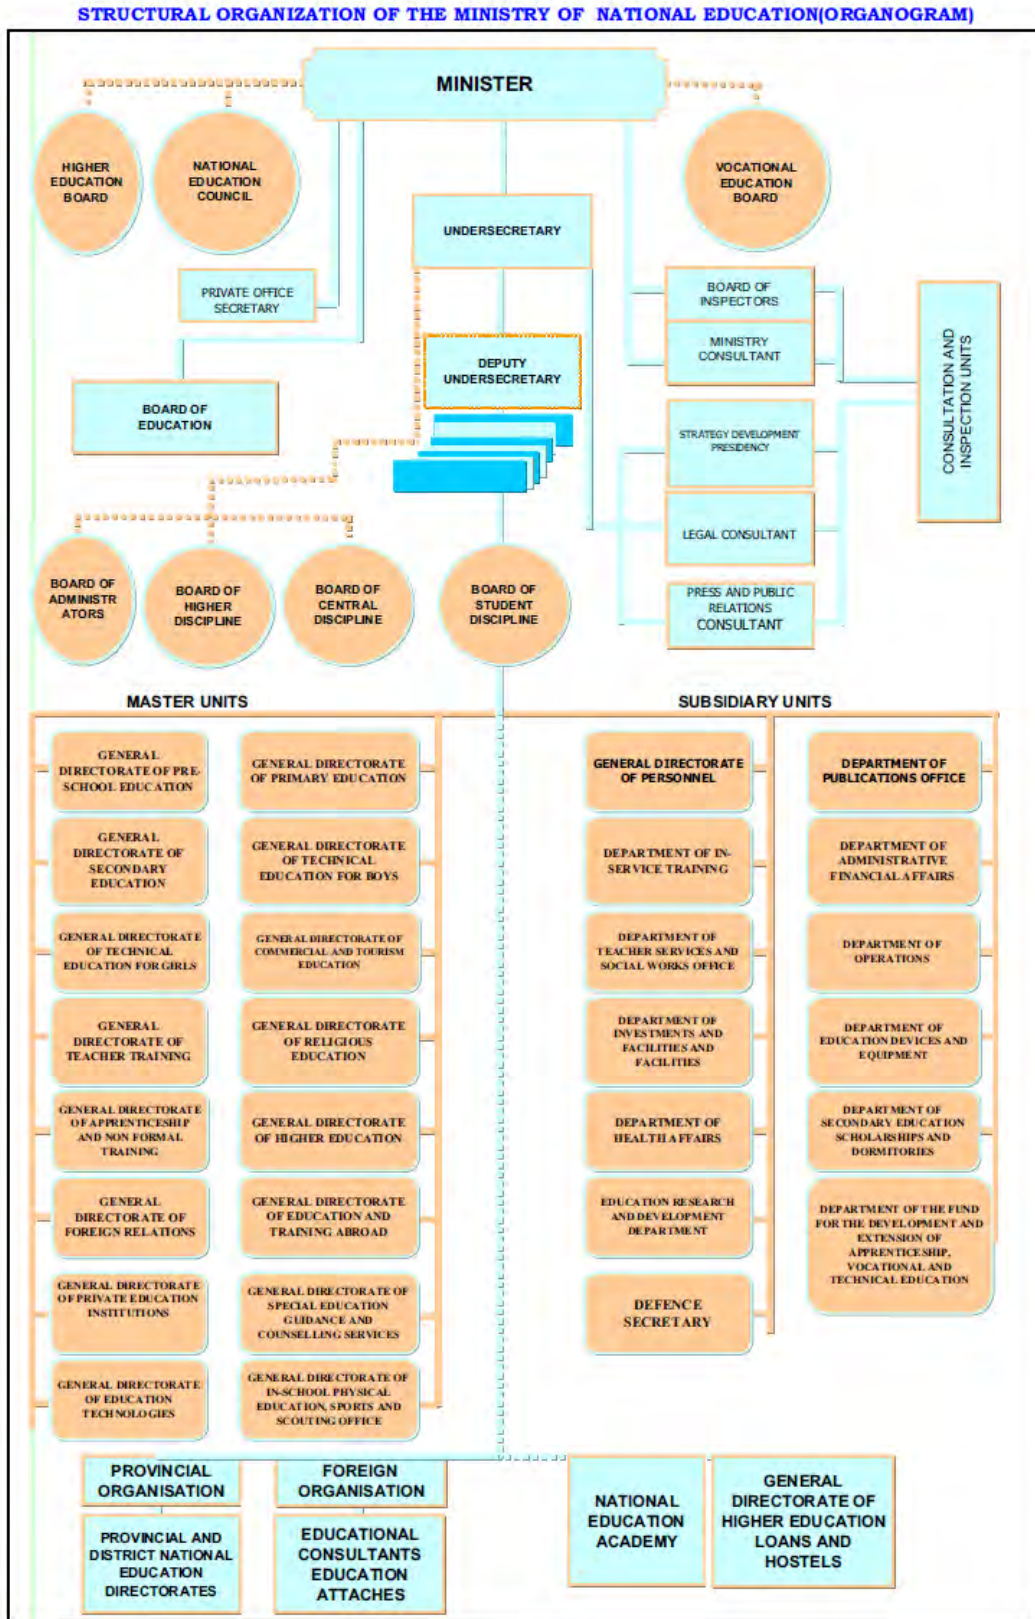 STRUCTURAL ORGANIZATION OF THE MINISTRY OF NATIONAL EDUCATION(ORGANOGRAM)
MINISTER
HIGHER
EDUCATION
BOARD
NATIONAL
EDUCATION
COUNCIL
VOCATIONAL
EDUCATION
BOARD
UNDERSECRETARY
PRIVATE OFFICE
SECRETARY
BOARD OF
INSPECTORS
MINISTRY
CONSULTANT
CONSULTATION AND
INSPECTION UNITS
DEPUTY
UNDERSECRETARY
BOARD OF
EDUCATION
STRATEGY DEVELOPMENT
PRESIDENCY
LEGAL CONSULTANT
PRESS AND PUBLIC
RELATIONS
CONSULTANT
BOARD OF
ADMINISTR
ATORS
BOARD OF
HIGHER
DISCIPLINE
BOARD OF
CENTRAL
DISCIPLINE
BOARD OF
STUDENT
DISCIPLINE
MASTER UNITS
SUBSIDIARY UNITS
GENERAL
DIRECTORATE OF PRE-
SCHOOL EDUCATION
GENERAL DIRECTORATE
OF PRIMARY EDUCATION
GENERAL DIRECTORATE
OF PERSONNEL
DEPARTMENT OF
PUBLICATIONS OFFICE
GENERAL
DIRECTORATE OF
SECONDARY
EDUCATION
GENERAL DIRECTORATE
OF TECHNICAL
EDUCATION FOR BOYS
DEPARTMENT OF IN-
SERVICE TRAINING
DEPARTMENT OF
ADMINISTRATIVE
FINANCIAL AFFAIRS
GENERAL DIRECTORATE
OF TECHNICAL
EDUCATION FOR GIRLS
GENERAL DIRECTORATE OF
COMMERCIAL AND TOURISM
EDUCATION
DEPARTMENT OF
TEACHER SERVICES AND
SOCIAL WORKS OFFICE
DEPARTMENT OF
OPERATIONS
GENERAL
DIRECTORATE OF
TEACHER TRAINING
GENERAL DIRECTORATE
OF RELIGIOUS
EDUCATION
DEPARTMENT OF
INVESTMENTS AND
FACILITIES AND
FACILITIES
DEPARTMENT OF
EDUCATION DEVICES AND
EQUIPMENT
GENERAL DIRECTORATE
OF APPRENTICESHIP
AND NON FORMAL
TRAINING
GENERAL DIRECTORATE
OF HIGHER EDUCATION
DEPARTMENT OF
HEALTH AFFAIRS
DEPARTMENT OF
SECONDARY EDUCATION
SCHOLARSHIPS AND
DORMITORIES
GENERAL
DIRECTORATE OF
FOREIGN RELATIONS
GENERAL DIRECTORATE
OF EDUCATION AND
TRAINING ABROAD
EDUCATION RESEARCH
AND DEVELOPMENT
DEPARTMENT
DEPARTMENT OF THE FUND
FOR THE DEVELOPMENT AND
EXTENSION OF
APPRENTICESHIP,
VOCATIONAL AND
TECHNICAL EDUCATION
GENERAL DIRECTORATE
OF PRIVATE EDUCATION
INSTITUTIONS
GENERAL DIRECTORATE OF
SPECIAL EDUCATION
GUIDANCE AND
COUNSELLING SERVICES
DEFENCE
SECRETARY
GENERAL DIRECTORATE
OF EDUCATION
TECHNOLOGIES
GENERAL DIRECTORATE OF
IN-SCHOOL PHYSICAL
EDUCATION, SPORTS AND
SCOUTING OFFICE
PROVINCIAL
ORGANISATION
FOREIGN
ORGANISATION
NATIONAL
EDUCATION
ACADEMY
GENERAL
DIRECTORATE OF
HIGHER EDUCATION
LOANS AND
HOSTELS
PROVINCIAL AND
DISTRICT NATIONAL
EDUCATION
DIRECTORATES
EDUCATIONAL
CONSULTANTS
EDUCATION
ATTACHES